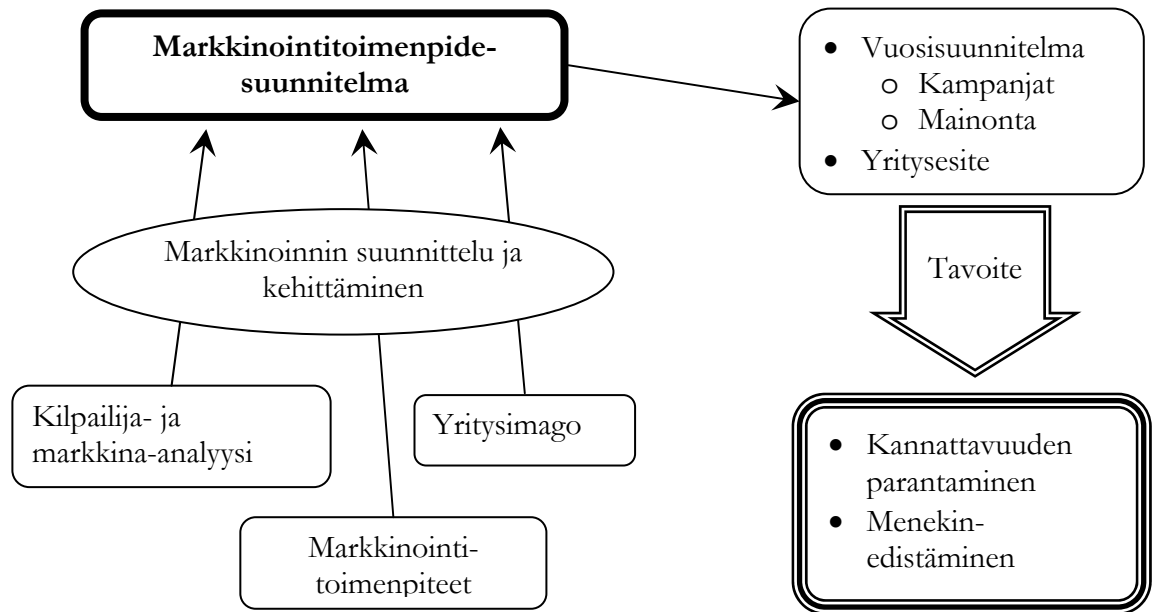 Markkinointitoimenpide-
suunnitelma
• Vuosisuunnitelma
o Kampanjat
o Mainonta
• Yritysesite
Markkinoinnin suunnittelu ja
kehittäminen
Tavoite
Kilpailija- ja
markkina-analyysi
Yritysimago
Markkinointi-
toimenpiteet
• Kannattavuuden
parantaminen
• Menekin-
edistäminen